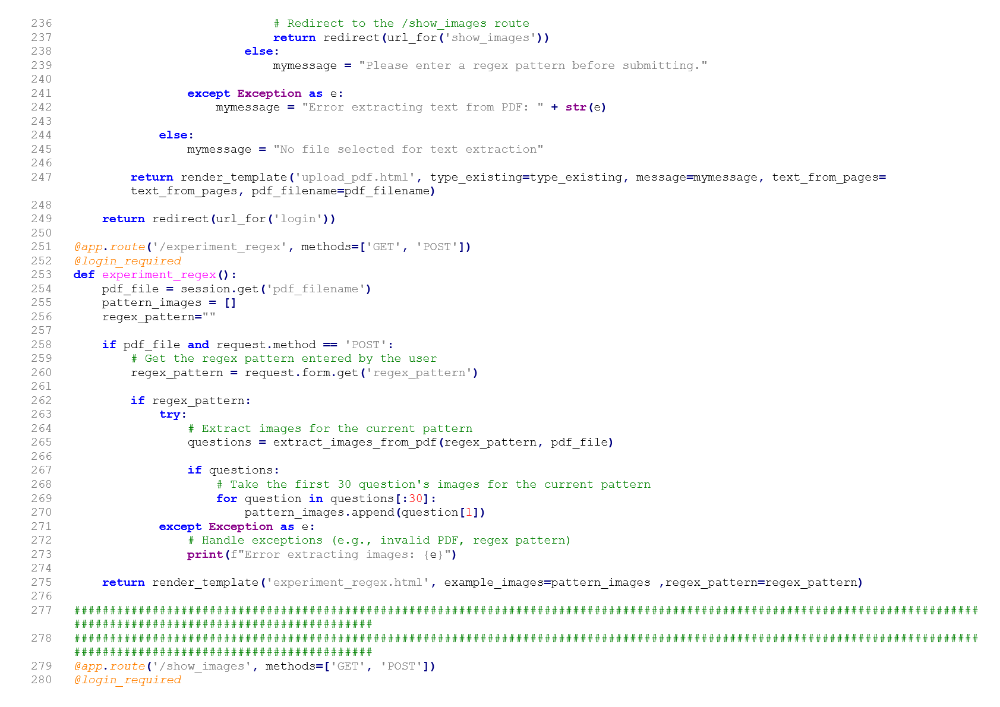 236                               # Redirect to the /show_images route
237                               return redirect(url_for('show_images'))
238                           else:
239                               mymessage = "Please enter a regex pattern before submitting."
240
241                   except Exception as e:
242                       mymessage = "Error extracting text from PDF: " + str(e)
243
244               else:
245                   mymessage = "No file selected for text extraction"
246
247           return render_template('upload_pdf.html', type_existing=type_existing, message=mymessage, text_from_pages=
              text_from_pages, pdf_filename=pdf_filename)
248
249       return redirect(url_for('login'))
250
251   @app.route('/experiment_regex', methods=['GET', 'POST'])
252   @login_required
253   def experiment_regex():
254       pdf_file = session.get('pdf_filename')
255       pattern_images = []
256       regex_pattern=""
257
258       if pdf_file and request.method == 'POST':
259           # Get the regex pattern entered by the user
260           regex_pattern = request.form.get('regex_pattern')
261
262           if regex_pattern:
263               try:
264                   # Extract images for the current pattern
265                   questions = extract_images_from_pdf(regex_pattern, pdf_file)
266
267                   if questions:
268                       # Take the first 30 question's images for the current pattern
269                       for question in questions[:30]:
270                           pattern_images.append(question[1])
271               except Exception as e:
272                   # Handle exceptions (e.g., invalid PDF, regex pattern)
273                   print(f"Error extracting images: {e}")
274
275       return render_template('experiment_regex.html', example_images=pattern_images ,regex_pattern=regex_pattern)
276
277   ###############################################################################################################################
      ##########################################
278   ###############################################################################################################################
      ##########################################
279   @app.route('/show_images', methods=['GET', 'POST'])
280   @login_required